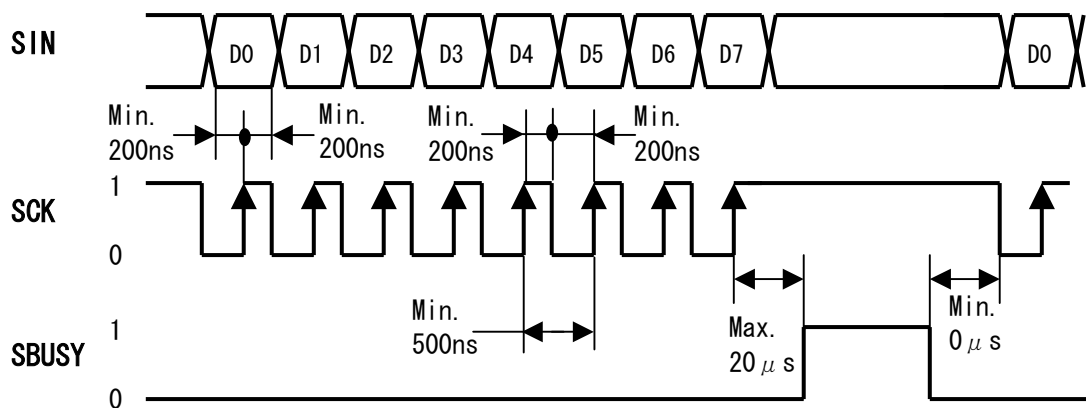 SIN
D0 D1 D2 D3 D4 D5 D6 D7 D0
Min.
200ns
Min.
200ns
Min.
200ns
Min.
200ns
SCK
1
0
Min.
500ns
Max.
20μs
Min.
0μs
SBUSY
1
0